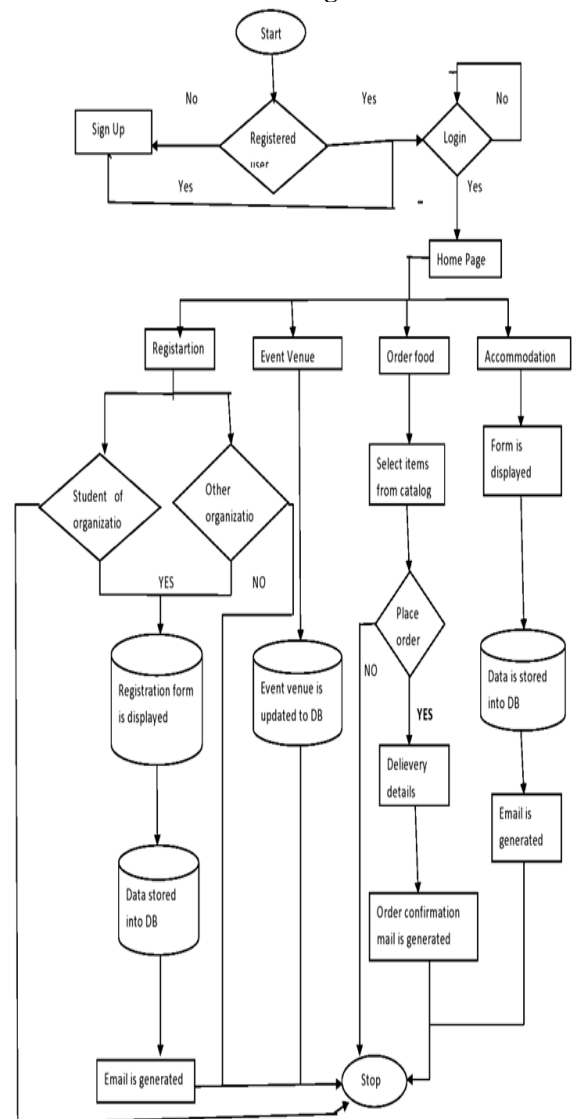 Start
No
Yes
No
Sign Up
Registered
user
Login
Yes
Yes
Home Page
Registartion
Event Venue
Order food
Accommodation
Student of
organizatio
Other
organizatio
Select items
from catalog
Form is
displayed
YES
NO
Place
order
NO
Registration form
is displayed
Event venue is
updated to DB
Data is stored
into DB
YES
Delievery
details
Email is
generated
Data stored
into DB
Order confirmation
mail is generated
Email is generated
Stop